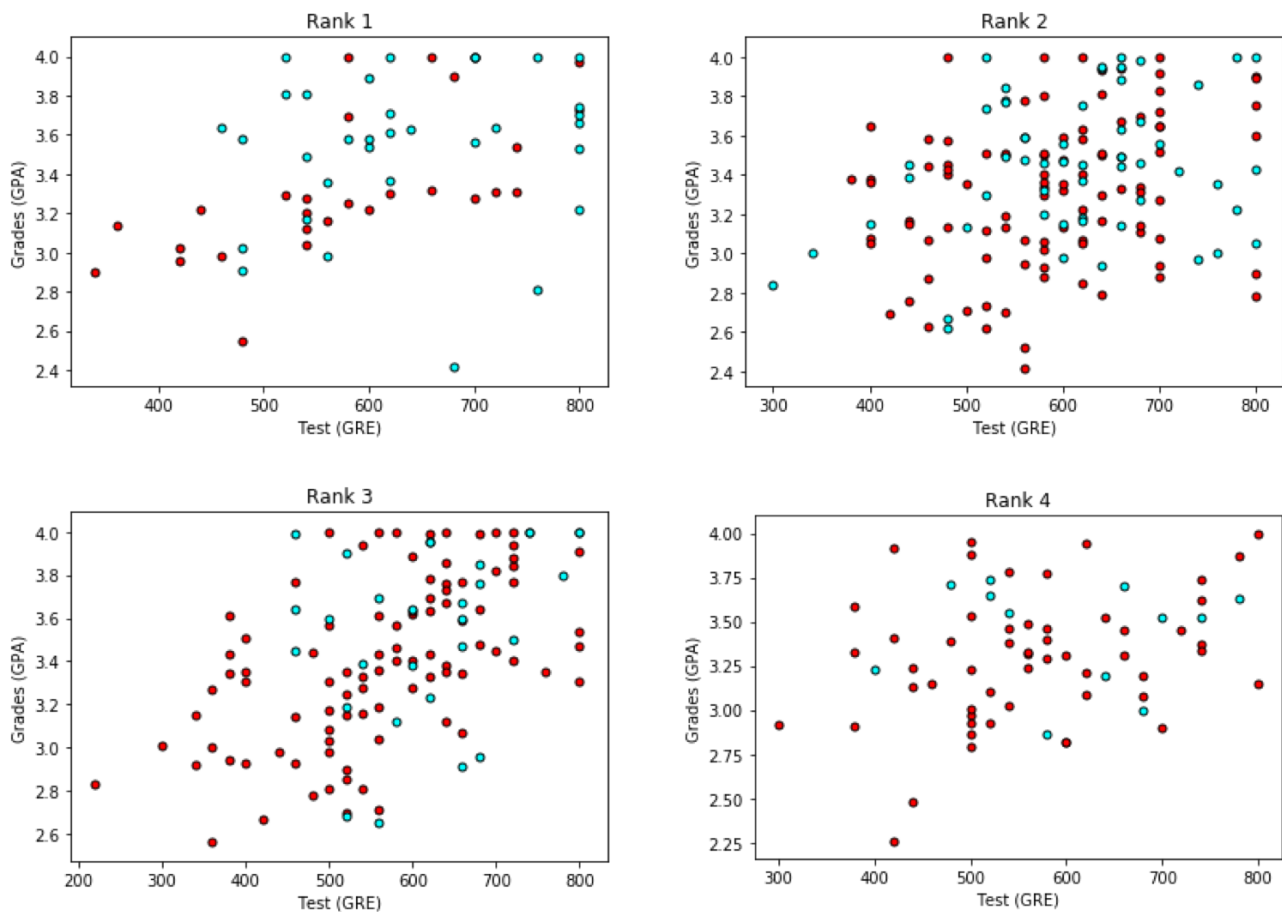 Rank 1
4.0
3.8
3.6
3.4
3.2
3.0
2.8
2.6
2.4
Grades (GPA)
400 500 600 700 800
Test (GRE)
Rank 2
4.0
3.8
3.6
3.4
3.2
3.0
2.8
2.6
2.4
Grades (GPA)
300 400 500 600 700 800
Test (GRE)
Rank 3
4.0
3.8
3.6
3.4
3.2
3.0
2.8
2.6
Grades (GPA)
200 300 400 500 600 700 800
Test (GRE)
Rank 4
4.00
3.75
3.50
3.25
3.00
2.75
2.50
2.25
Grades (GPA)
300 400 500 600 700 800
Test (GRE)